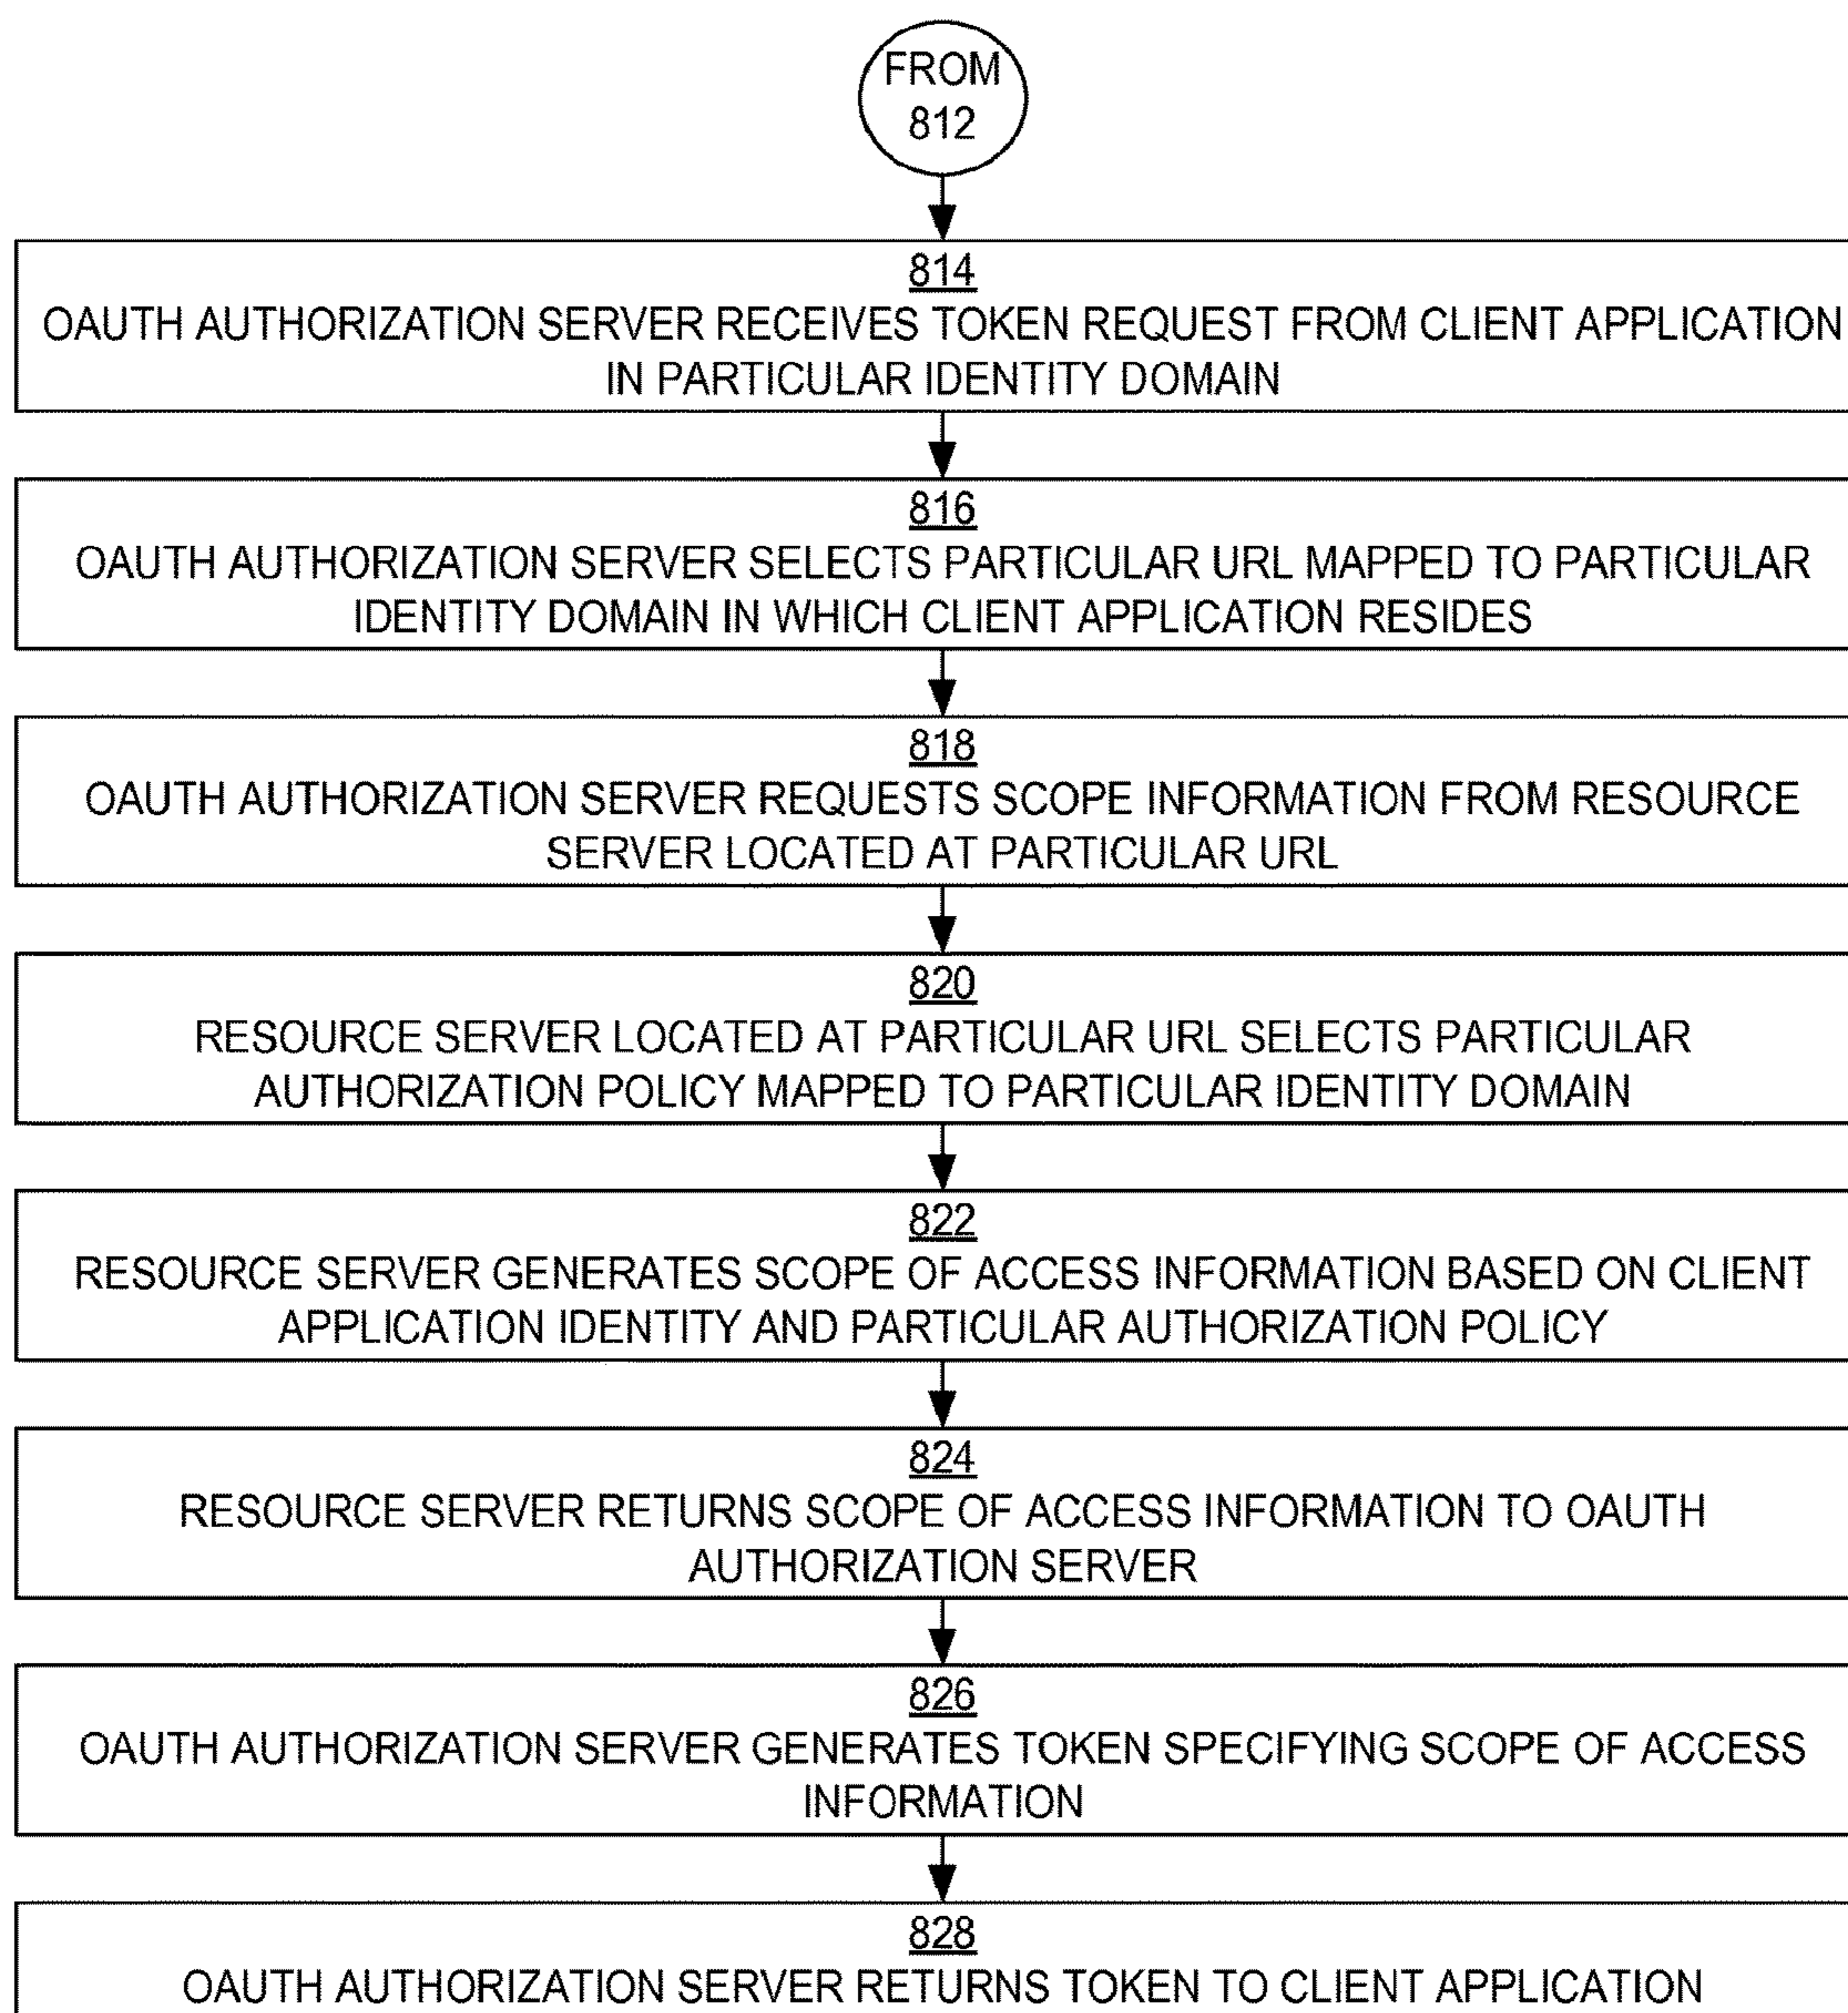 FROM
812
814
OAUTH AUTHORIZATION SERVER RECEIVES TOKEN REQUEST FROM CLIENT APPLICATION
IN PARTICULAR IDENTITY DOMAIN
816
OAUTH AUTHORIZATION SERVER SELECTS PARTICULAR URL MAPPED TO PARTICULAR
IDENTITY DOMAIN IN WHICH CLIENT APPLICATION RESIDES
818
OAUTH AUTHORIZATION SERVER REQUESTS SCOPE INFORMATION FROM RESOURCE
SERVER LOCATED AT PARTICULAR URL
820
RESOURCE SERVER LOCATED AT PARTICULAR URL SELECTS PARTICULAR
AUTHORIZATION POLICY MAPPED TO PARTICULAR IDENTITY DOMAIN
822
RESOURCE SERVER GENERATES SCOPE OF ACCESS INFORMATION BASED ON CLIENT
APPLICATION IDENTITY AND PARTICULAR AUTHORIZATION POLICY
824
RESOURCE SERVER RETURNS SCOPE OF ACCESS INFORMATION TO OAUTH
AUTHORIZATION SERVER
826
OAUTH AUTHORIZATION SERVER GENERATES TOKEN SPECIFYING SCOPE OF ACCESS
INFORMATION
828
OAUTH AUTHORIZATION SERVER RETURNS TOKEN TO CLIENT APPLICATION